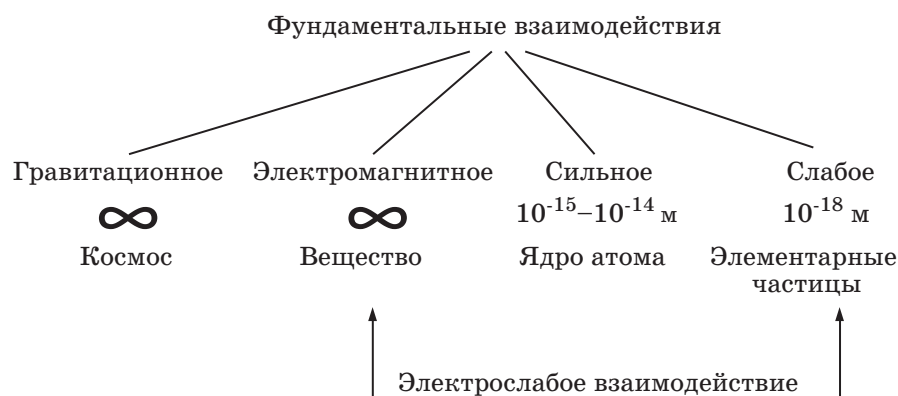 Фундаментальные взаимодействия
Гравитационное Электромагнитное Сильное Слабое
∞ ∞ 10⁻¹⁵–10⁻¹⁴ м 10⁻¹⁸ м
Космос Вещество Ядро атома Элементарные
частицы
Электрослабое взаимодействие